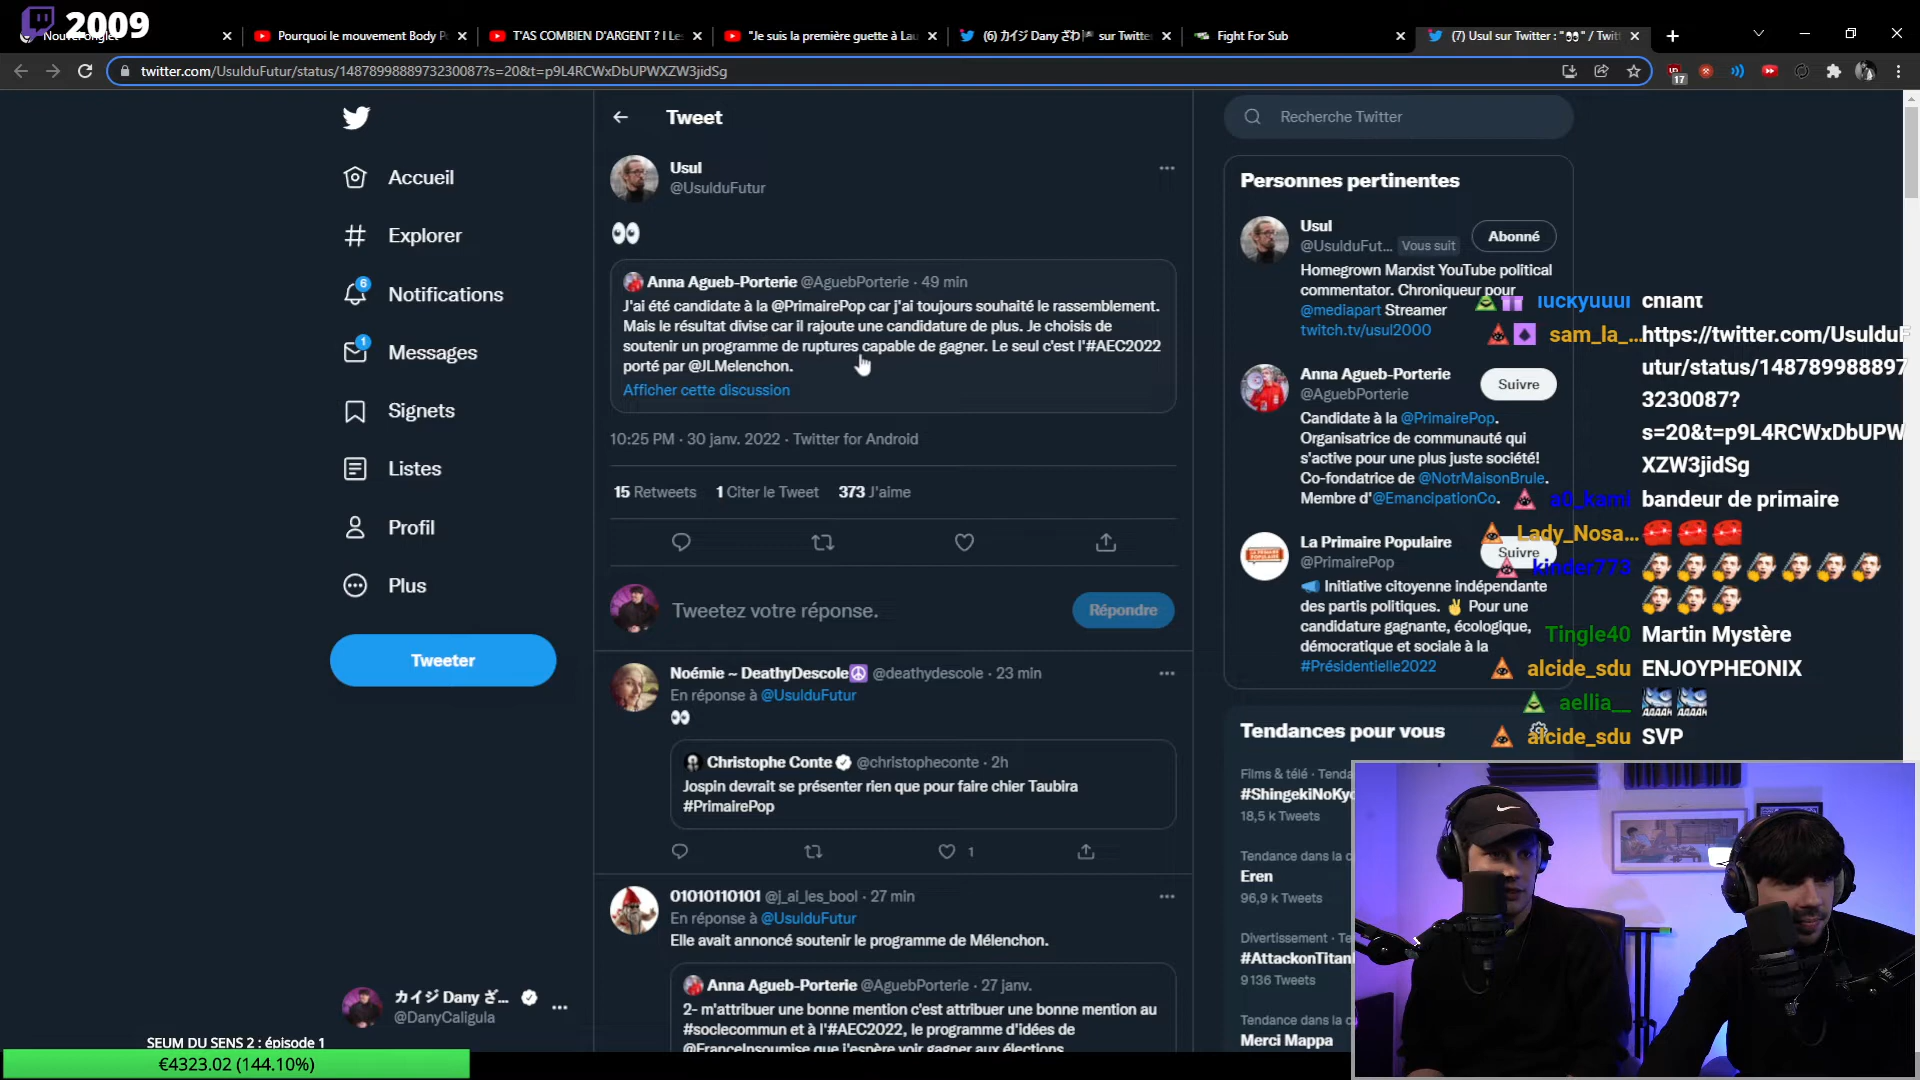 2009
Nouvel onglet
Pourquoi le mouvement Body P
T'AS COMBIEN D'ARGENT ? I Le
"Je suis la première guette à Lau
(6) カイジ Dany ざわ sur Twitte
Fight For Sub
(7) Usul sur Twitter : "👀" / Twitt
twitter.com/UsulduFutur/status/1487899888973230087?s=20&t=p9L4RCWxDbUPWXZW3jidSg
17
Accueil
Explorer
6
Notifications
1
Messages
Signets
Listes
Profil
Plus
Tweeter
カイジ Dany ざ...
@DanyCaligula
SEUM DU SENS 2 : épisode 1
€4323.02 (144.10%)
Tweet
Usul
@UsulduFutur
👀
Anna Agueb-Porterie @AguebPorterie · 49 min
J'ai été candidate à la @PrimairePop car j'ai toujours souhaité le rassemblement.
Mais le résultat divise car il rajoute une candidature de plus. Je choisis de
soutenir un programme de ruptures capable de gagner. Le seul c'est l'#AEC2022
porté par @JLMelenchon.
Afficher cette discussion
10:25 PM · 30 janv. 2022 · Twitter for Android
15 Retweets 1 Citer le Tweet 373 J'aime
Tweetez votre réponse.
Répondre
Noémie ~ DeathyDescole☮ @deathydescole · 23 min
En réponse à @UsulduFutur
👀
Christophe Conte @christopheconte · 2h
Jospin devrait se présenter rien que pour faire chier Taubira
#PrimairePop
1
01010110101 @j_ai_les_bool · 27 min
En réponse à @UsulduFutur
Elle avait annoncé soutenir le programme de Mélenchon.
Anna Agueb-Porterie @AguebPorterie · 27 janv.
2- m'attribuer une bonne mention c'est attribuer une bonne mention au
#soclecommun et à l'#AEC2022, le programme d'idées de
@FranceInsoumise que j'espère voir gagner aux élections
Recherche Twitter
Personnes pertinentes
Usul
@UsulduFut... Vous suit
Abonné
Homegrown Marxist YouTube political
commentator. Chroniqueur pour
@mediapart Streamer
twitch.tv/usul2000
Anna Agueb-Porterie
@AguebPorterie
Suivre
Candidate à la @PrimairePop.
Organisatrice de communauté qui
s'active pour une plus juste société!
Co-fondatrice de @NotrMaisonBrule.
Membre d'@EmancipationCo.
La Primaire Populaire
@PrimairePop
Suivre
📣 Initiative citoyenne indépendante
des partis politiques. ✌ Pour une
candidature gagnante, écologique,
démocratique et sociale à la
#Présidentielle2022
Tendances pour vous
Films & télé · Tenda
#ShingekiNoKyo
18,5 k Tweets
Tendance dans la c
Eren
96,9 k Tweets
Divertissement · Te
#AttackonTitan
9 136 Tweets
Tendance dans la c
Merci Mappa
luckyuuui chiant
sam_la_... https://twitter.com/UsulduF
utur/status/148789988897
3230087?
s=20&t=p9L4RCWxDbUPW
XZW3jidSg
a0_kami bandeur de primaire
Lady_Nosa...
kinder773
Tingle40 Martin Mystère
alcide_sdu ENJOYPHEONIX
aellia__
alcide_sdu SVP